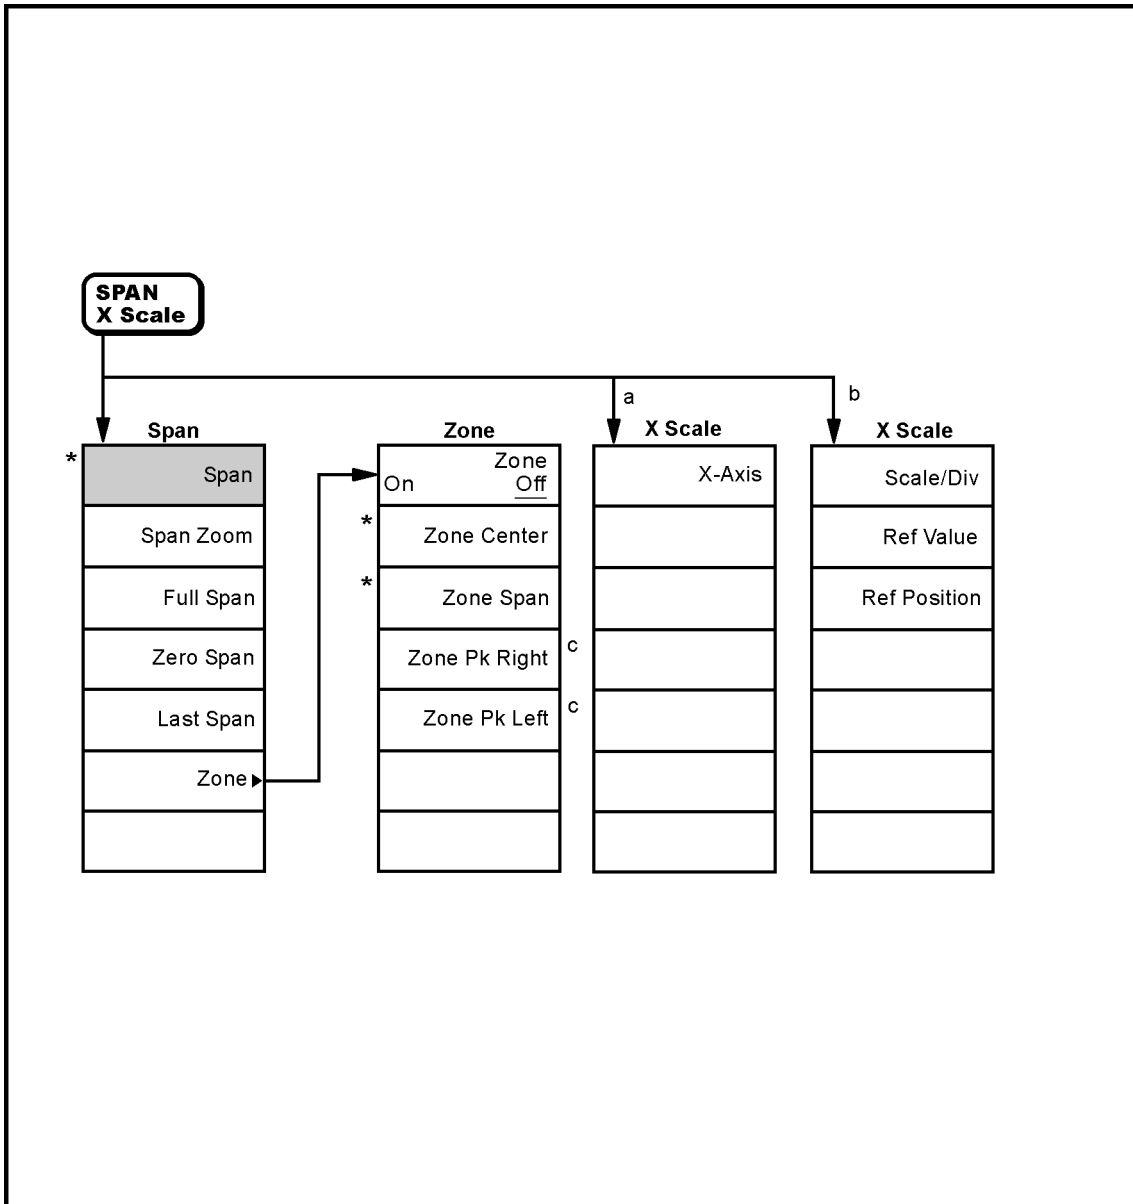 SPAN
X Scale
a
b
Span
Zone
X Scale
X Scale
*
Span
Span Zoom
Full Span
Zero Span
Last Span
Zone
Zone
On
Off
*
Zone Center
*
Zone Span
Zone Pk Right
c
Zone Pk Left
c
X-Axis
Scale/Div
Ref Value
Ref Position